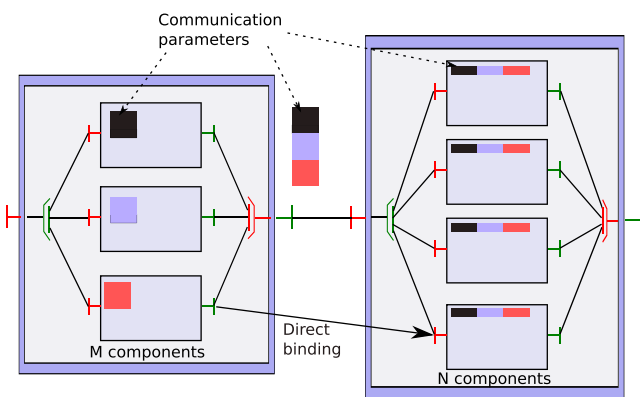 Communication
parameters
Direct
binding
M components
N components